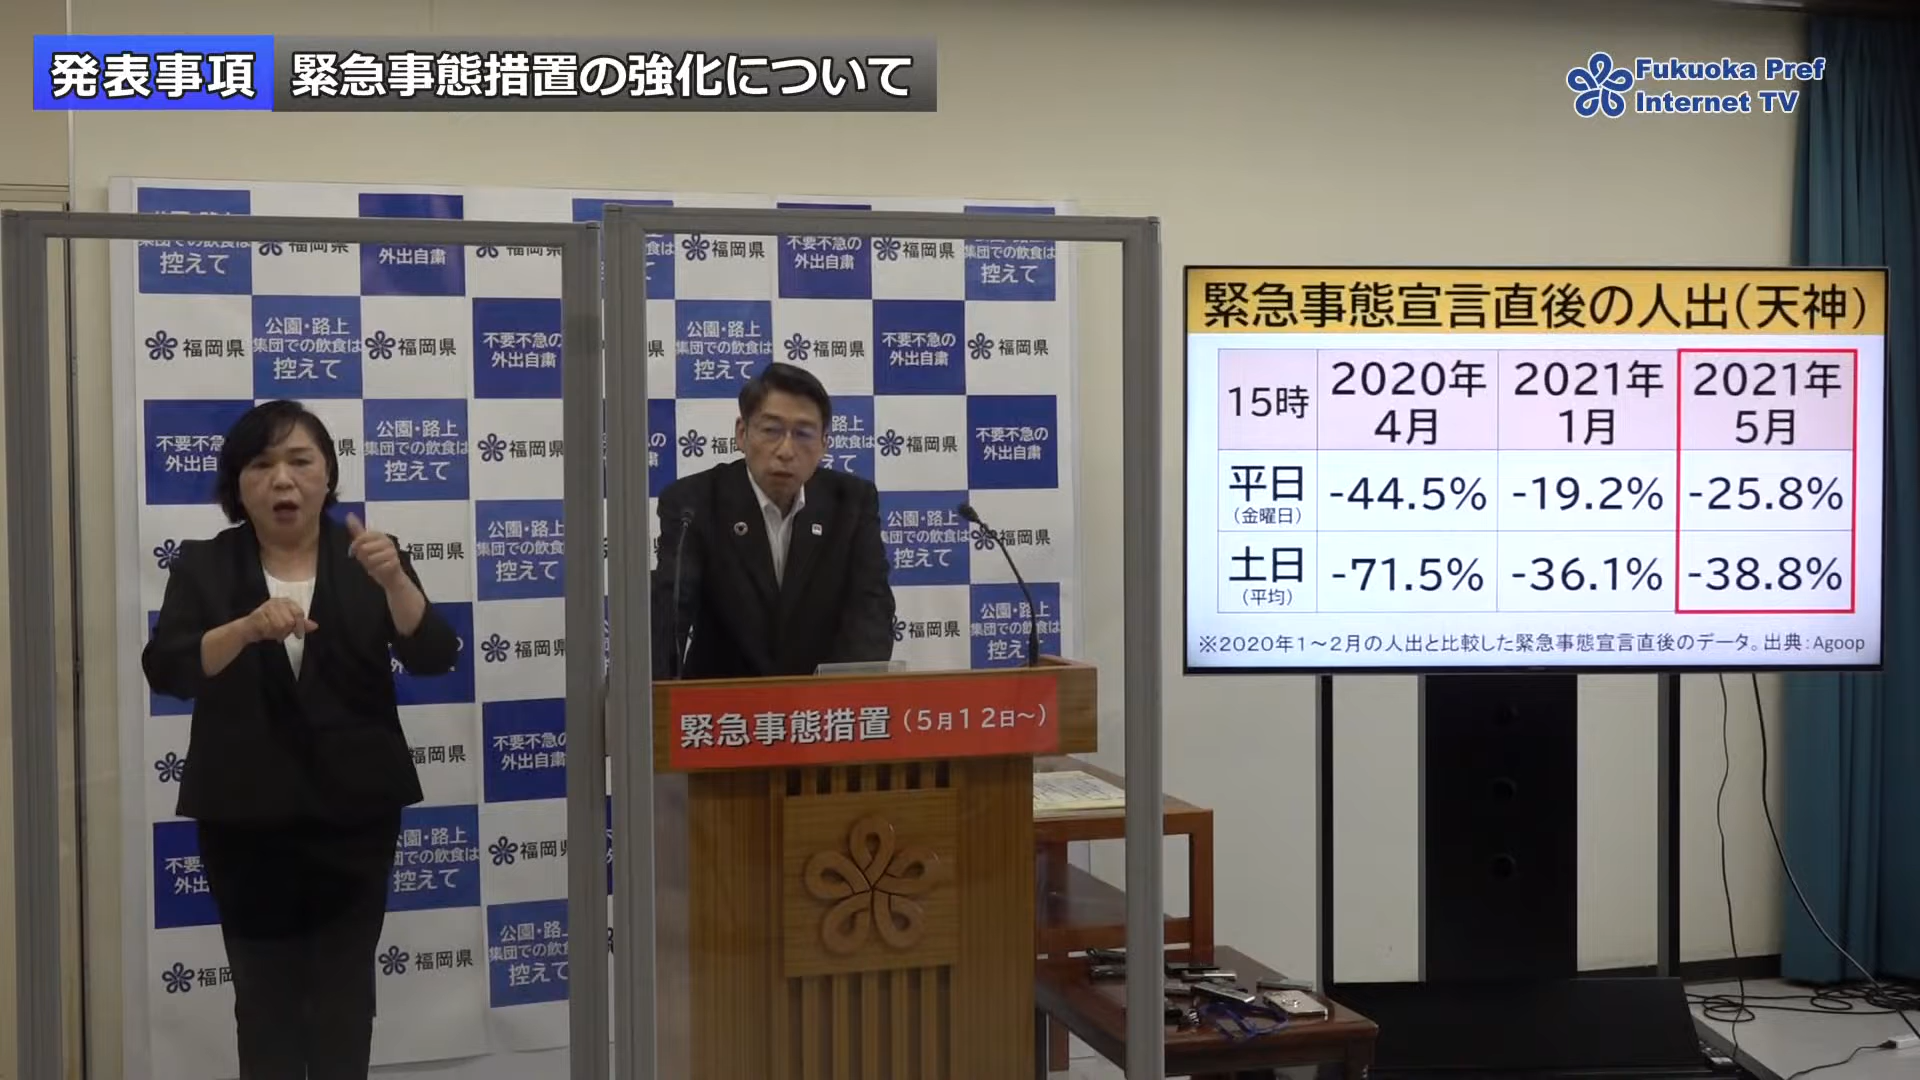 発表事項 緊急事態措置の強化について
Fukuoka Pref
Internet TV
公園・路上
集団での飲食は
控えて
福岡県
不要不急の
外出自粛
緊急事態宣言直後の人出(天神)
15時 2020年4月 2021年1月 2021年5月
平日(金曜日) -44.5% -19.2% -25.8%
土日(平均) -71.5% -36.1% -38.8%
※2020年1～2月の人出と比較した緊急事態宣言直後のデータ。出典：Agoop
緊急事態措置(5月12日～)